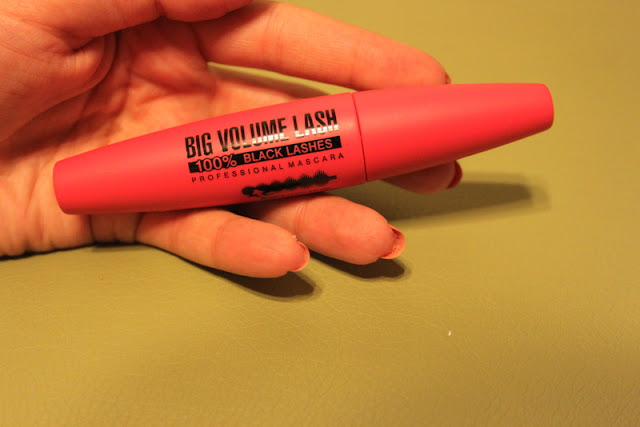 BIG VOLUME LASH
100% BLACK LASHES
PROFESSIONAL MASCARA